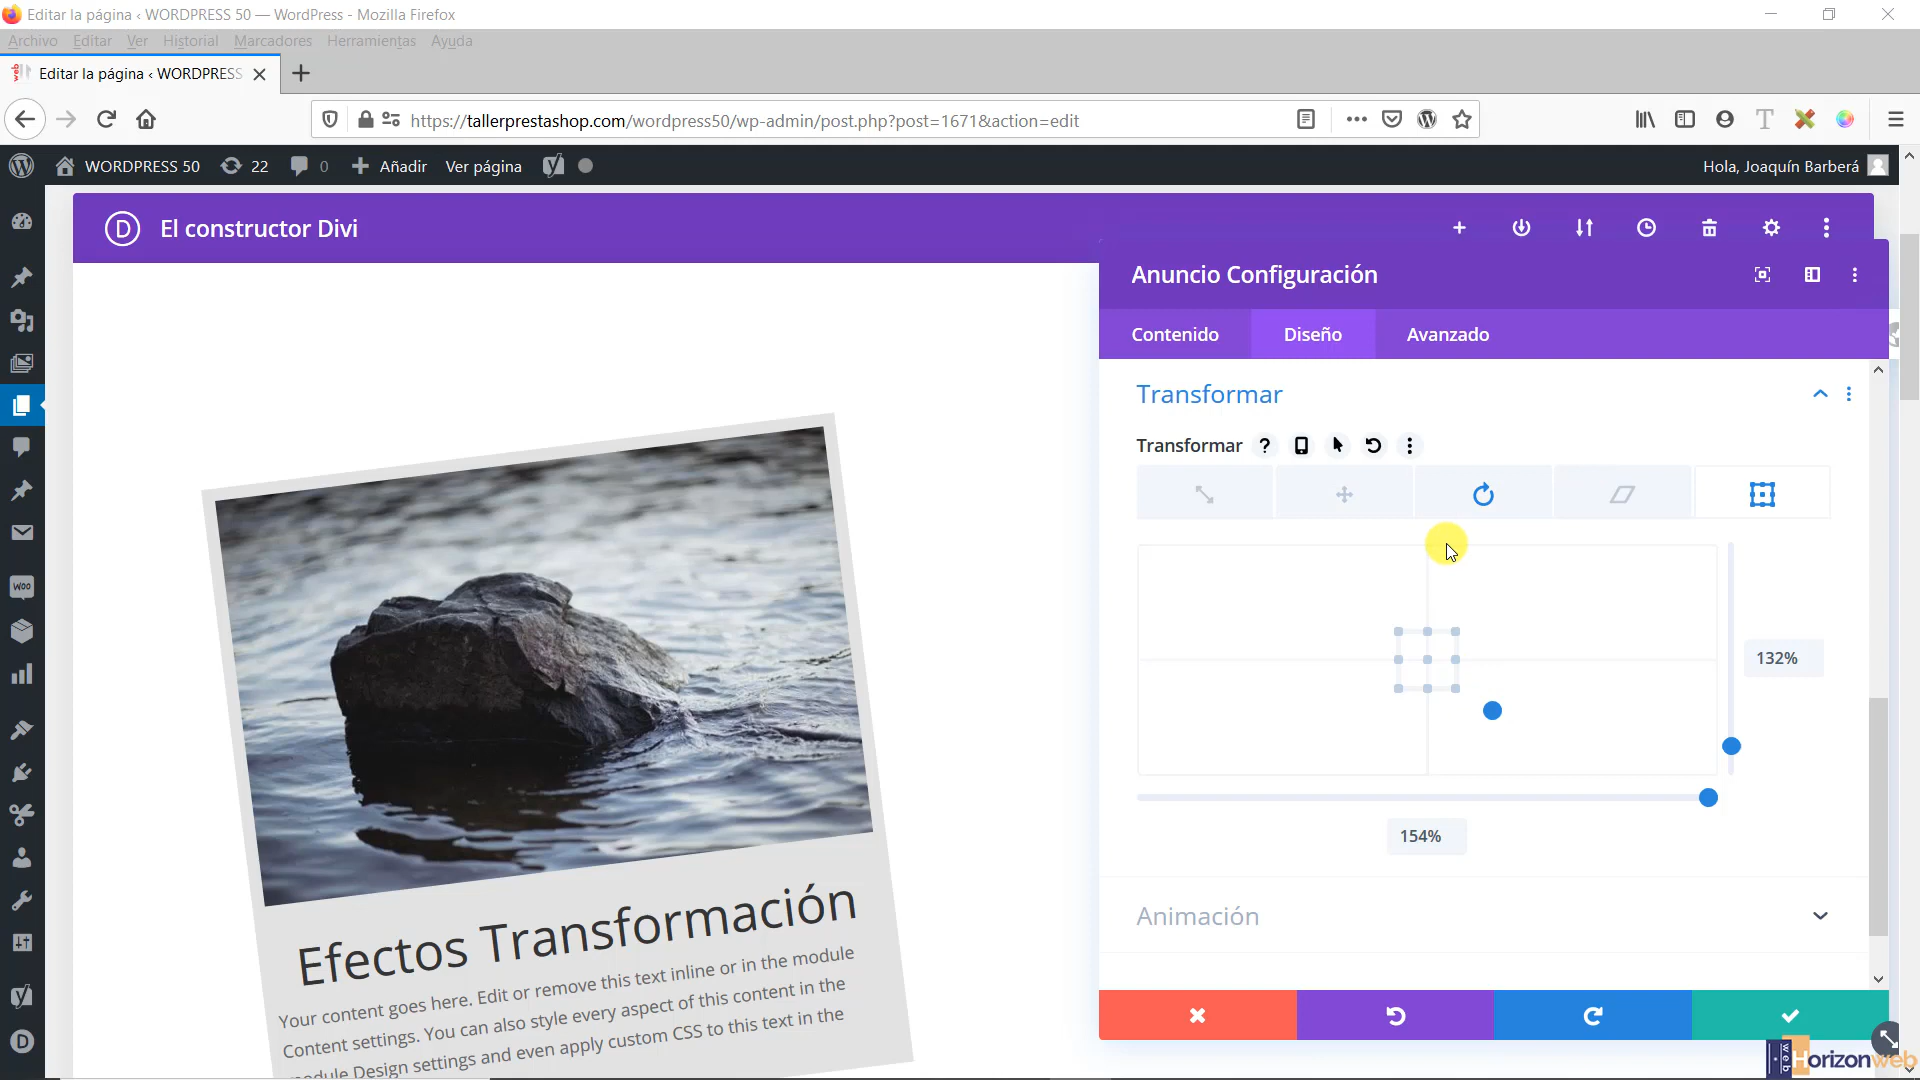 Editar la página ‹ WORDPRESS 50 — WordPress - Mozilla Firefox
Archivo Editar Ver Historial Marcadores Herramientas Ayuda
Editar la página ‹ WORDPRESS
https://tallerprestashop.com/wordpress50/wp-admin/post.php?post=1671&action=edit
WORDPRESS 50 22 0 Añadir Ver página Hola, Joaquín Barberá
El constructor Divi
Anuncio Configuración
Contenido Diseño Avanzado
Transformar
Transformar
132%
154%
Animación
Efectos Transformación
Your content goes here. Edit or remove this text inline or in the module
Content settings. You can also style every aspect of this content in the
module Design settings and even apply custom CSS to this text in the
web Horizonweb